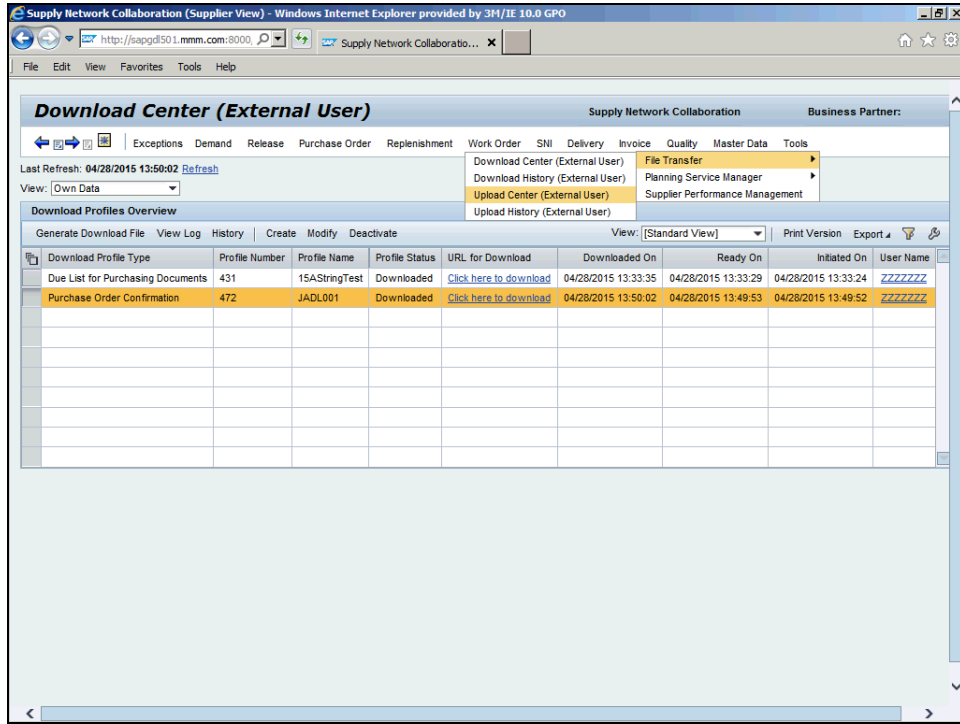 Supply Network Collaboration (Supplier View) - Windows Internet Explorer provided by 3M/IE 10.0 GPO
http://sapgdl501.mmm.com:8000, Supply Network Collaboratio...
File Edit View Favorites Tools Help
Download Center (External User) Supply Network Collaboration Business Partner:
Exceptions Demand Release Purchase Order Replenishment Work Order SNI Delivery Invoice Quality Master Data Tools
Download Center (External User) File Transfer
Last Refresh: 04/28/2015 13:50:02 Refresh
Download History (External User) Planning Service Manager
View: Own Data
Upload Center (External User) Supplier Performance Management
Upload History (External User)
Download Profiles Overview
Generate Download File View Log History Create Modify Deactivate View: [Standard View] Print Version Export
Download Profile Type Profile Number Profile Name Profile Status URL for Download Downloaded On Ready On Initiated On User Name
Due List for Purchasing Documents 431 15AStringTest Downloaded Click here to download 04/28/2015 13:33:35 04/28/2015 13:33:29 04/28/2015 13:33:24 ZZZZZZZ
Purchase Order Confirmation 472 JADL001 Downloaded Click here to download 04/28/2015 13:50:02 04/28/2015 13:49:53 04/28/2015 13:49:52 ZZZZZZZ